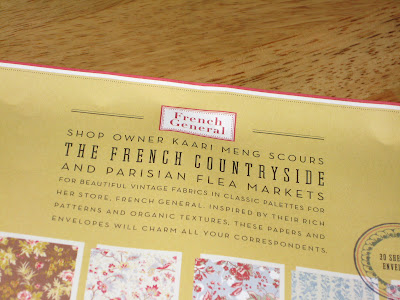 French
General
SHOP OWNER KAARI MENG SCOURS
THE FRENCH COUNTRYSIDE
AND PARISIAN FLEA MARKETS
FOR BEAUTIFUL VINTAGE FABRICS IN CLASSIC PALETTES FOR
HER STORE, FRENCH GENERAL. INSPIRED BY THEIR RICH
PATTERNS AND ORGANIC TEXTURES, THESE PAPERS AND
ENVELOPES WILL CHARM ALL YOUR CORRESPONDENTS.